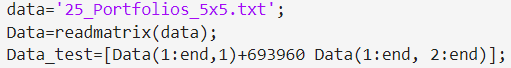 data='25_Portfolios_5x5.txt';
Data=readmatrix(data);
Data_test=[Data(1:end,1)+693960 Data(1:end, 2:end)];